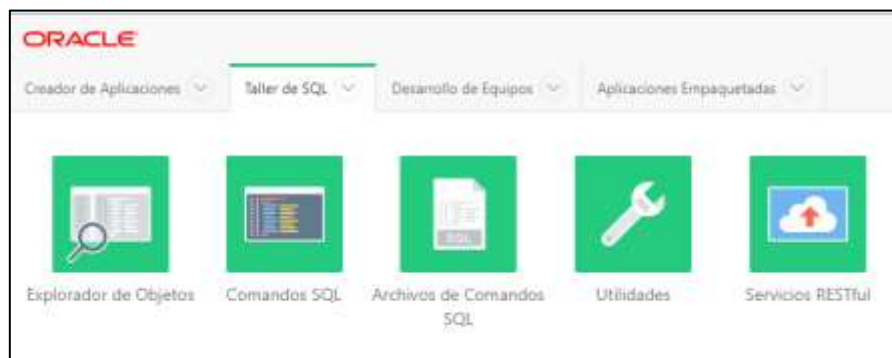 ORACLE
Creador de Aplicaciones Taller de SQL Desarrollo de Equipos Aplicaciones Empaquetadas
SQL
Explorador de Objetos Comandos SQL Archivos de Comandos Utilidades Servicios RESTful
SQL